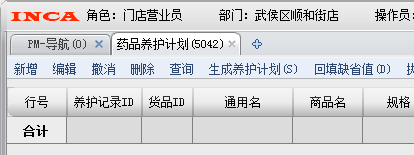 INCA 角色：门店营业员 部门：武侯区顺和街店 操作员
PM-导航(0) 药品养护计划(5042)
新增 编辑 撤消 删除 查询 生成养护计划(S) 回填缺省值(D)
行号 养护记录ID 货品ID 通用名 商品名 规格
合计